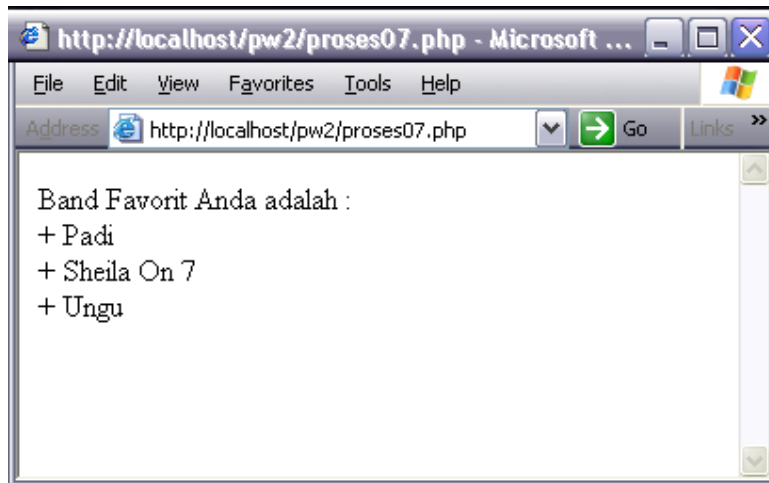 http://localhost/pw2/proses07.php - Microsoft ...
File Edit View Favorites Tools Help
Address http://localhost/pw2/proses07.php Go Links »
Band Favorit Anda adalah :
+ Padi
+ Sheila On 7
+ Ungu